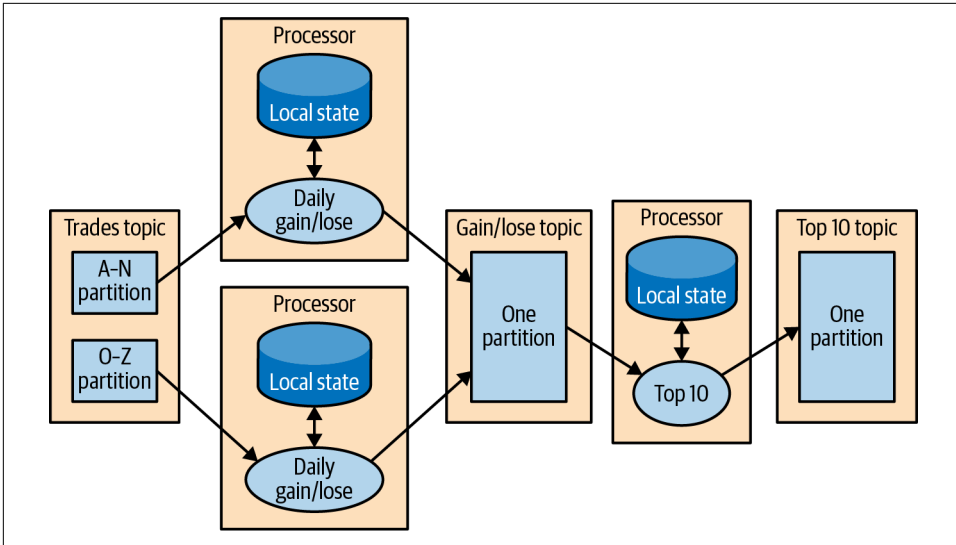 Trades topic
A–N
partition
O–Z
partition
Processor
Local state
Daily
gain/lose
Processor
Local state
Daily
gain/lose
Gain/lose topic
One
partition
Processor
Local state
Top 10
Top 10 topic
One
partition